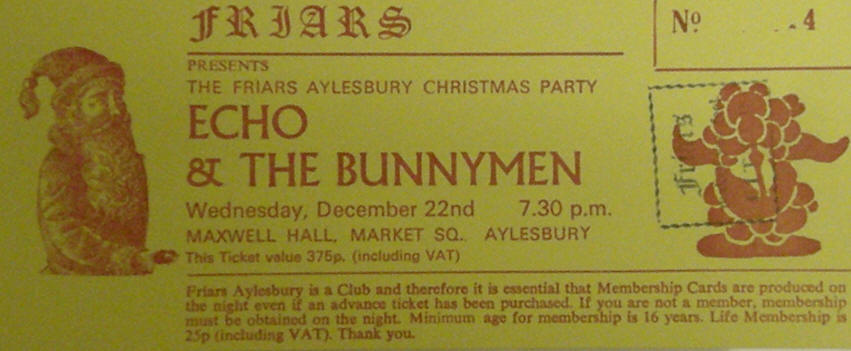 FRIARS
Nº 4
PRESENTS
THE FRIARS AYLESBURY CHRISTMAS PARTY
ECHO
& THE BUNNYMEN
Friars
Wednesday, December 22nd 7.30 p.m.
MAXWELL HALL, MARKET SQ. AYLESBURY
This Ticket value 375p. (including VAT)
Friars Aylesbury is a Club and therefore it is essential that Membership Cards are produced on
the night even if an advance ticket has been purchased. If you are not a member, membership
must be obtained on the night. Minimum age for membership is 16 years. Life Membership is
25p (including VAT). Thank you.